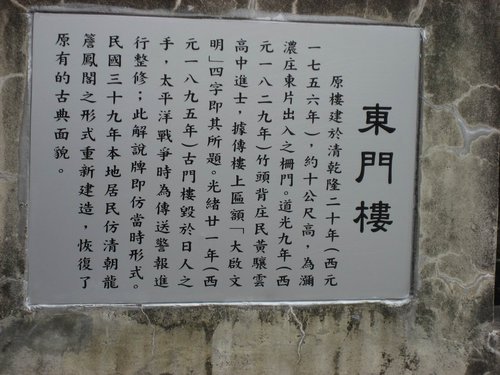 東門樓
原樓建於清乾隆二十年（西元
一七五六年），約十公尺高，為瀰
濃庄東片出入之柵門。道光九年（西
元一八二九年）竹頭背庄民黃驤雲
高中進士，據傳樓上區額「大啟文
明」四字即其所題。光緒廿一年（西
元一八九五年）古門樓毀於日人之
手，太平洋戰爭時為傳送警報進
行整修；此解說牌即仿當時形式。
民國三十九年本地居民仿清朝龍
簷鳳閣之形式重新建造，恢復了
原有的古典面貌。